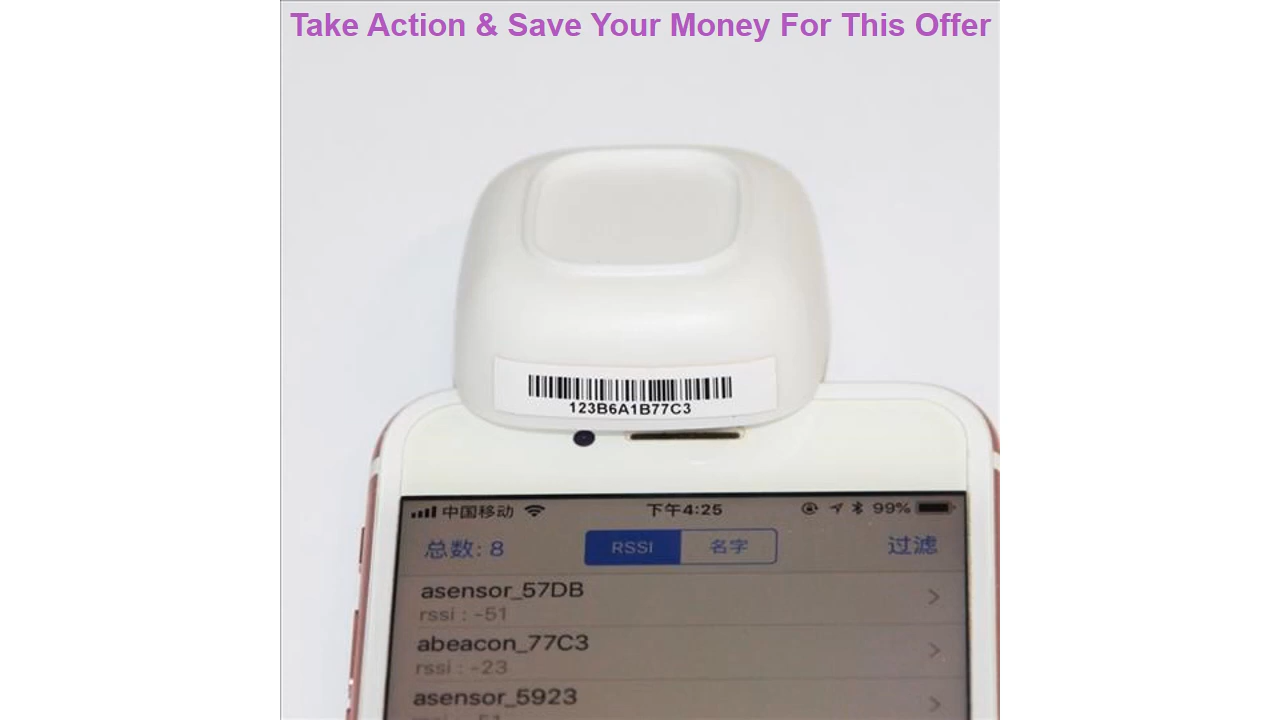 Take Action & Save Your Money For This Offer
123B6A1B77C3
中国移动 下午4:25 99%
总数: 8 RSSI 名字 过滤
asensor_57DB
rssi : -51
abeacon_77C3
rssi : -23
asensor_5923